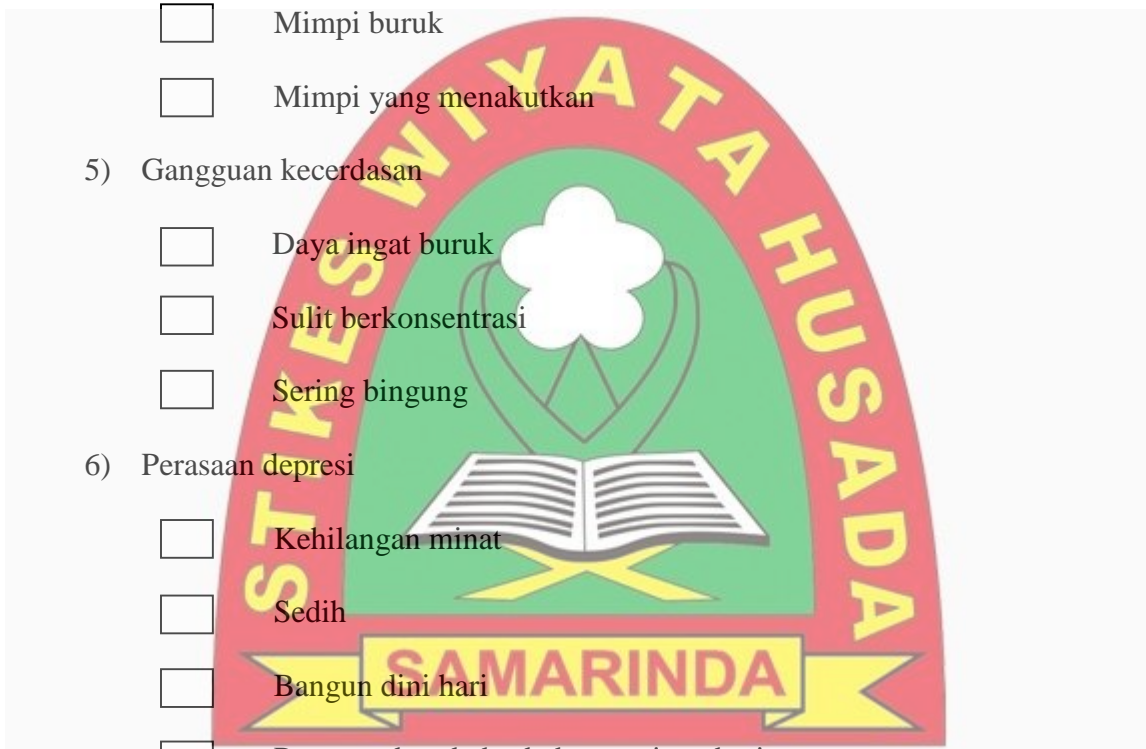 Mimpi buruk
Mimpi yang menakutkan
5) Gangguan kecerdasan
Daya ingat buruk
Sulit berkonsentrasi
Sering bingung
6) Perasaan depresi
Kehilangan minat
Sedih
Bangun dini hari
STIKES WIYATA HUSADA
SAMARINDA